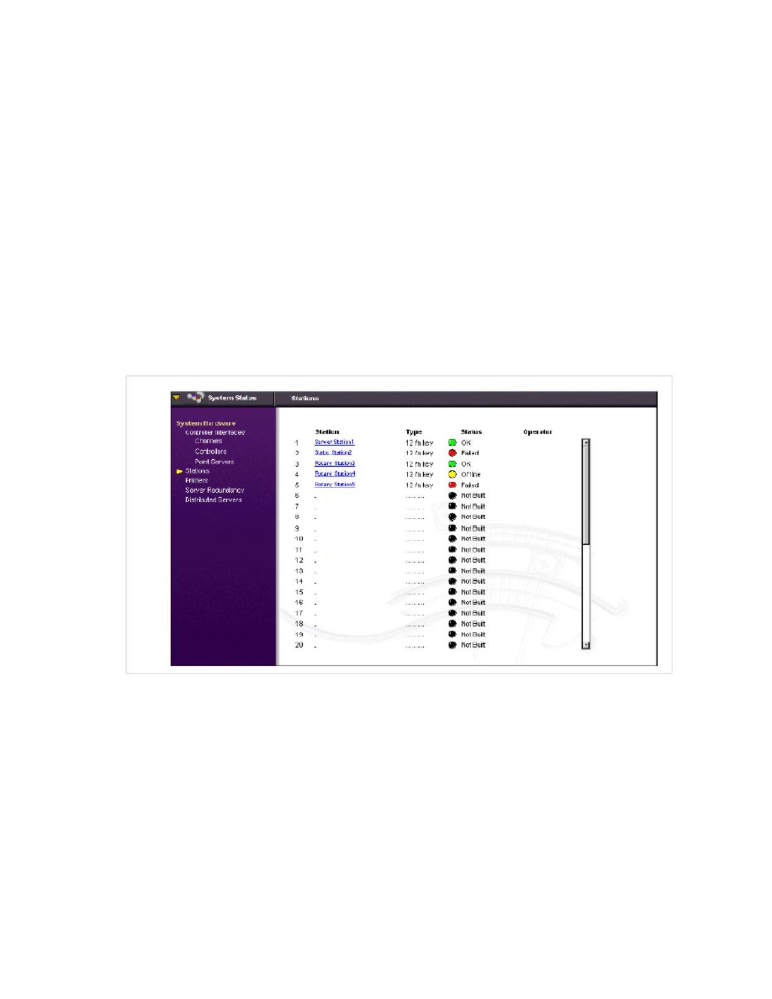 System Status
Stations
System Hardware
Controller Interfaces
Channels
Controllers
Point Servers
Stations
Printers
Server Redundancy
Distributed Servers
Station Type Status Operator
1 Server Station1 12 fn key OK
2 Static Station2 12 fn key Failed
3 Rotary Station3 12 fn key OK
4 Rotary Station4 12 fn key Offline
5 Rotary Station5 12 fn key Failed
6 . .......... Not Built
7 . .......... Not Built
8 . .......... Not Built
9 . .......... Not Built
10 . .......... Not Built
11 . .......... Not Built
12 . .......... Not Built
13 . .......... Not Built
14 . .......... Not Built
15 . .......... Not Built
16 . .......... Not Built
17 . .......... Not Built
18 . .......... Not Built
19 . .......... Not Built
20 . .......... Not Built